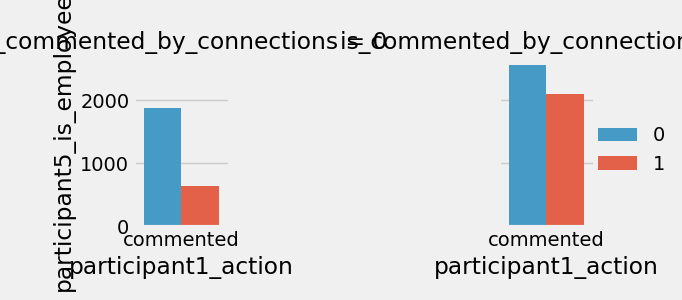 _commented_by_connections = 0
is_commented_by_connection
participant5_is_employee
2000
1000
0
commented
commented
participant1_action
participant1_action
0
1